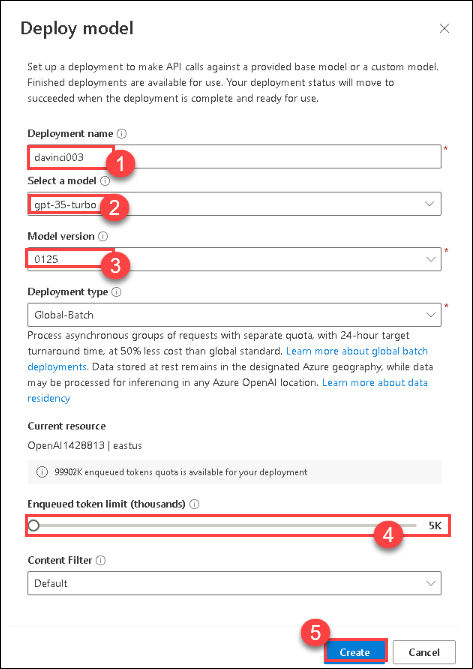 Deploy model
Set up a deployment to make API calls against a provided base model or a custom model.
Finished deployments are available for use. Your deployment status will move to
succeeded when the deployment is complete and ready for use.
Deployment name
davinci003
*
1
Select a model
gpt-35-turbo
2
Model version
*
0125
3
Deployment type
Global-Batch
*
Process asynchronous groups of requests with separate quota, with 24-hour target
turnaround time, at 50% less cost than global standard. Learn more about global batch
deployments. Data stored at rest remains in the designated Azure geography, while data
may be processed for inferencing in any Azure OpenAI location. Learn more about data
residency
Current resource
OpenAI1428813 | eastus
99902K enqueued tokens quota is available for your deployment
Enqueued token limit (thousands)
5K
4
Content Filter
Default
5
Create
Cancel